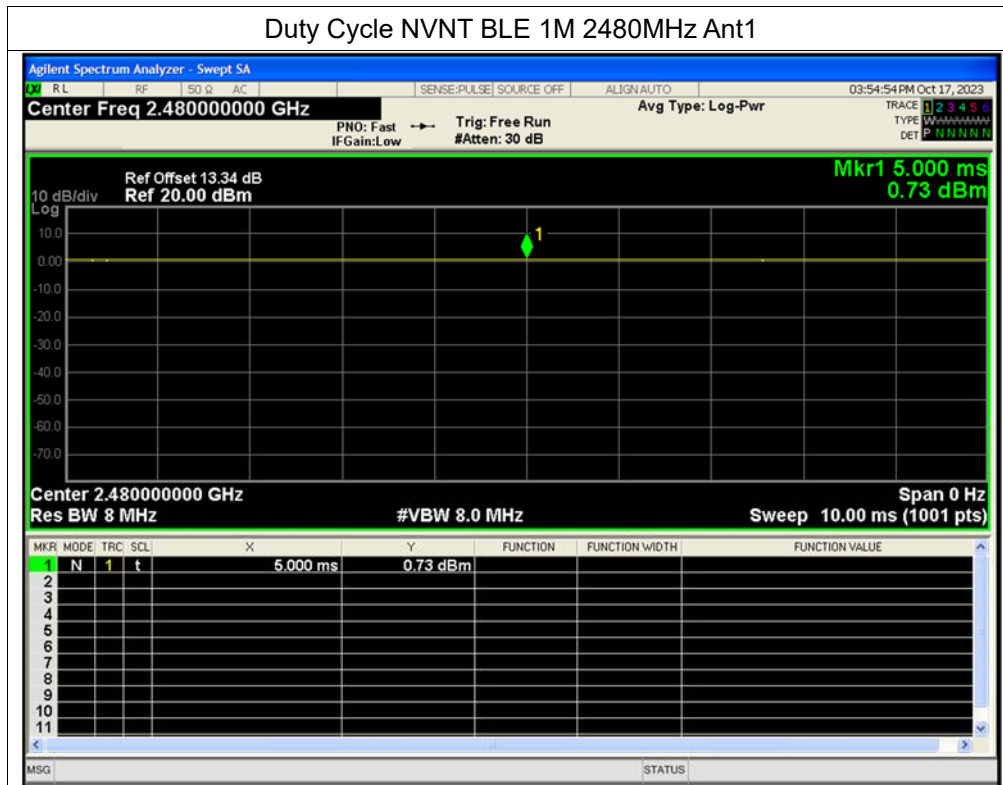 Duty Cycle NVNT BLE 1M 2480MHz Ant1
Agilent Spectrum Analyzer - Swept SA
LXI RL RF 50 Ω AC SENSE:PULSE SOURCE OFF ALIGN AUTO 03:54:54 PM Oct 17, 2023
Center Freq 2.480000000 GHz Avg Type: Log-Pwr TRACE 1 2 3 4 5 6
PNO: Fast Trig: Free Run TYPE W
IFGain:Low #Atten: 30 dB DET P N N N N N
Mkr1 5.000 ms
Ref Offset 13.34 dB 0.73 dBm
10 dB/div Ref 20.00 dBm
Log
10.0
1
0.00
-10.0
-20.0
-30.0
-40.0
-50.0
-60.0
-70.0
Center 2.480000000 GHz Span 0 Hz
Res BW 8 MHz #VBW 8.0 MHz Sweep 10.00 ms (1001 pts)
MKR MODE TRC SCL X Y FUNCTION FUNCTION WIDTH FUNCTION VALUE
1 N 1 t 5.000 ms 0.73 dBm
2
3
4
5
6
7
8
9
10
11
MSG STATUS